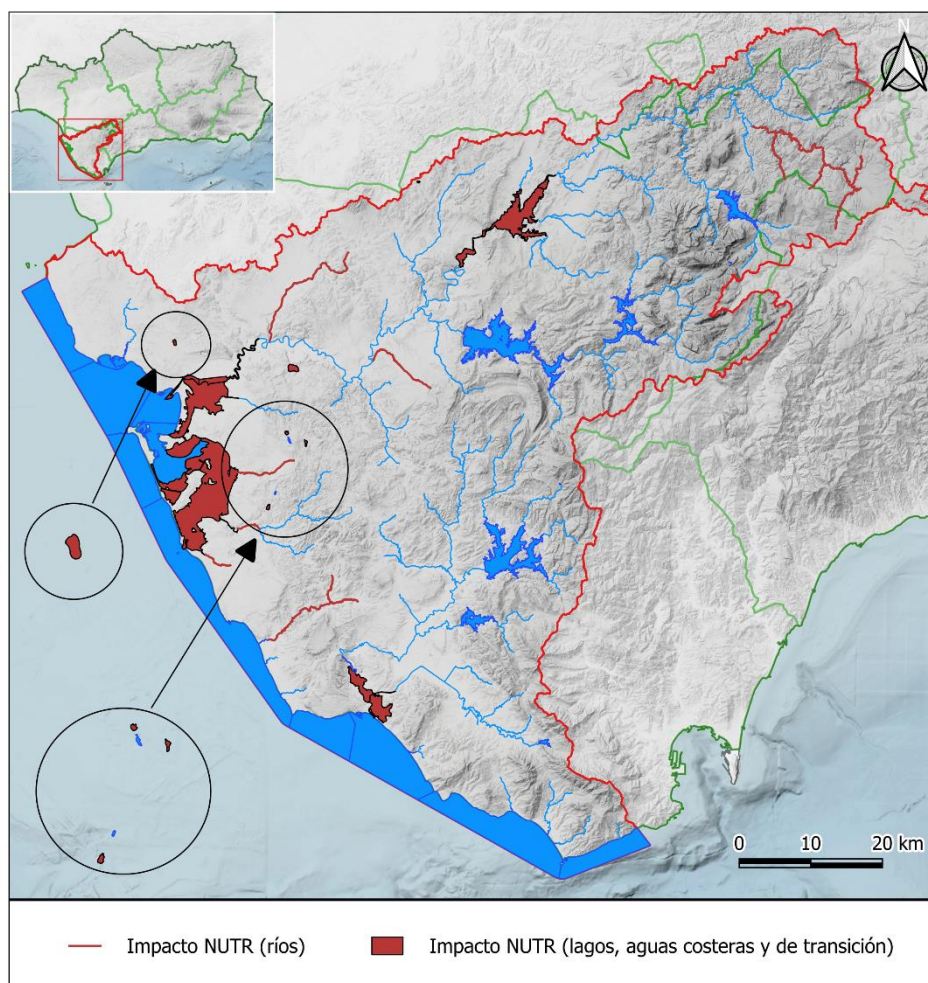 N
0 10 20 km
Impacto NUTR (ríos)
Impacto NUTR (lagos, aguas costeras y de transición)